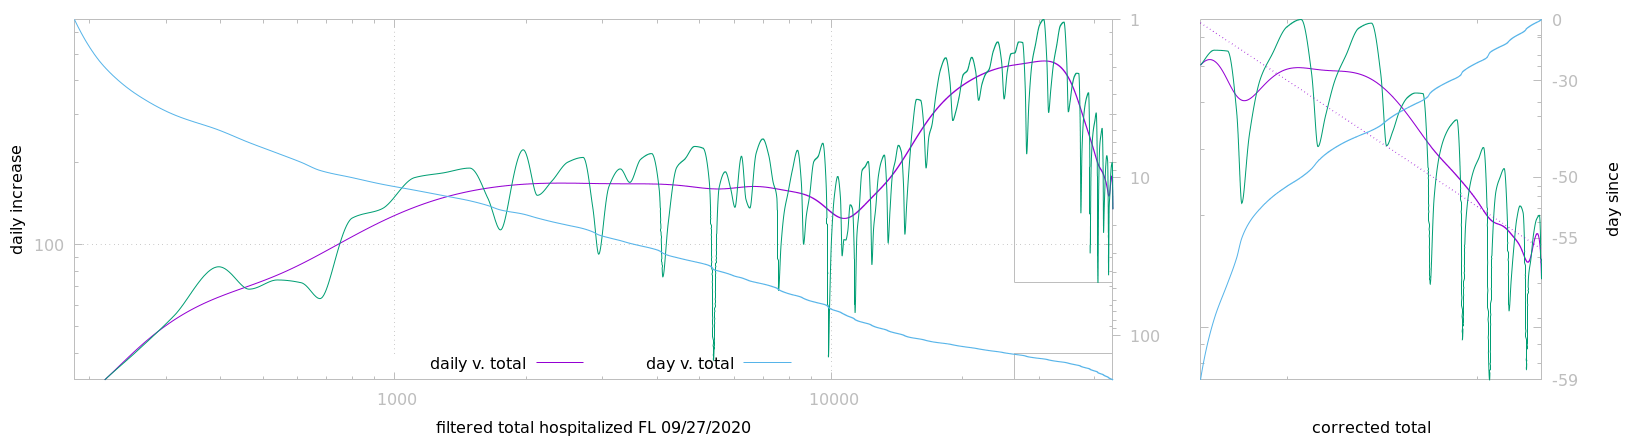 daily increase
100
1000
10000
filtered total hospitalized FL 09/27/2020
daily v. total
day v. total
1
10
100
0
-30
-50
-55
-59
day since
corrected total